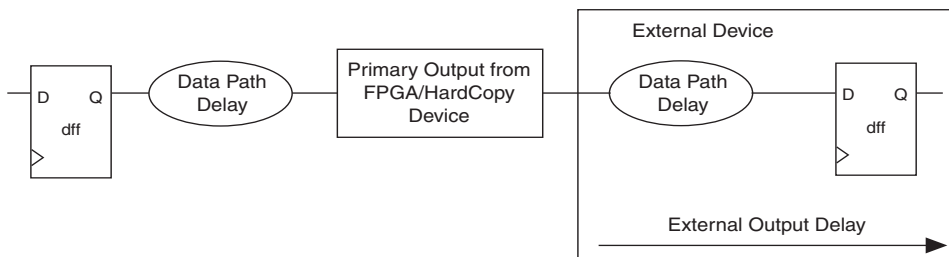 External Device
D Q
dff
Data Path
Delay
Primary Output from
FPGA/HardCopy
Device
Data Path
Delay
D Q
dff
External Output Delay